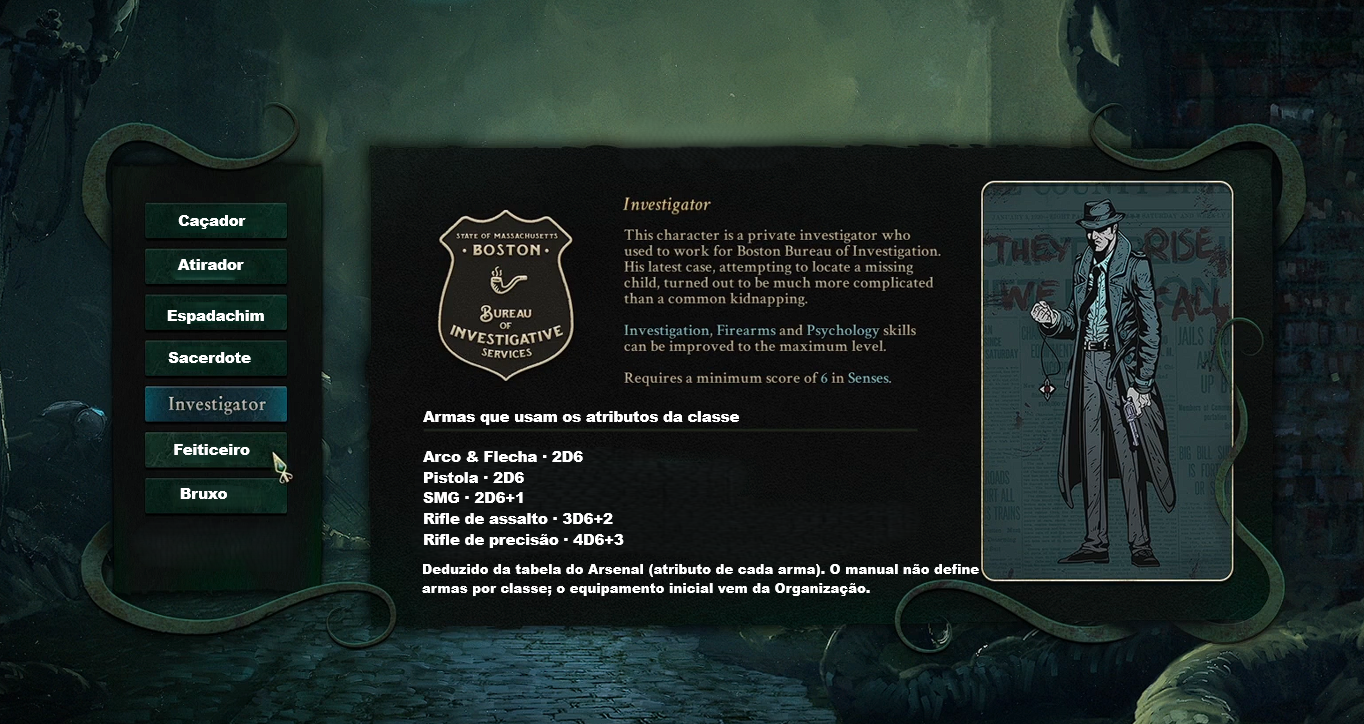 Caçador
Atirador
Espadachim
Sacerdote
Investigator
Feiticeiro
Bruxo
STATE OF MASSACHUSETTS
· BOSTON ·
BUREAU
OF
INVESTIGATIVE
SERVICES
Investigator
This character is a private investigator who
used to work for Boston Bureau of Investigation.
His latest case, attempting to locate a missing
child, turned out to be much more complicated
than a common kidnapping.
Investigation, Firearms and Psychology skills
can be improved to the maximum level.
Requires a minimum score of 6 in Senses.
Armas que usam os atributos da classe
Arco & Flecha · 2D6
Pistola · 2D6
SMG · 2D6+1
Rifle de assalto · 3D6+2
Rifle de precisão · 4D6+3
Deduzido da tabela do Arsenal (atributo de cada arma). O manual não define
armas por classe; o equipamento inicial vem da Organização.
COUNTY
THEY RISE
WE ALL
JAILS
UP